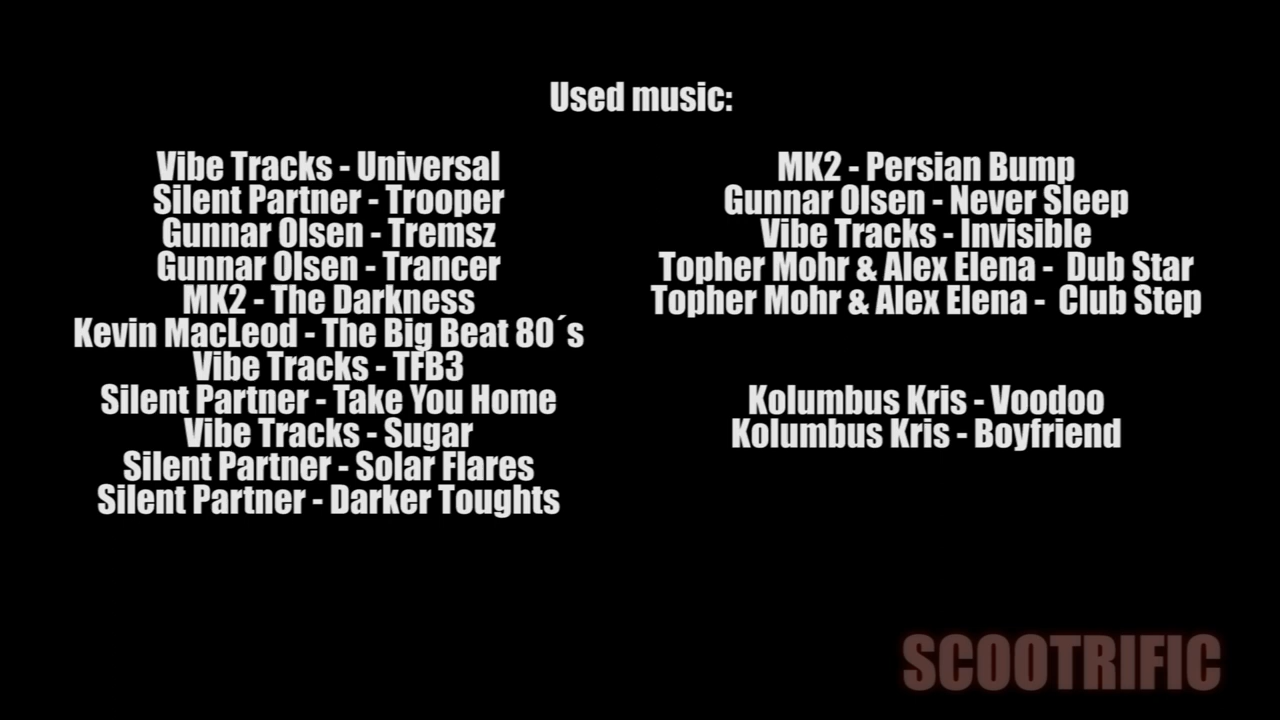 Used music:
Vibe Tracks - Universal
Silent Partner - Trooper
Gunnar Olsen - Tremsz
Gunnar Olsen - Trancer
MK2 - The Darkness
Kevin MacLeod - The Big Beat 80´s
Vibe Tracks - TFB3
Silent Partner - Take You Home
Vibe Tracks - Sugar
Silent Partner - Solar Flares
Silent Partner - Darker Toughts
MK2 - Persian Bump
Gunnar Olsen - Never Sleep
Vibe Tracks - Invisible
Topher Mohr & Alex Elena -  Dub Star
Topher Mohr & Alex Elena -  Club Step
Kolumbus Kris - Voodoo
Kolumbus Kris - Boyfriend
SCOOTRIFIC